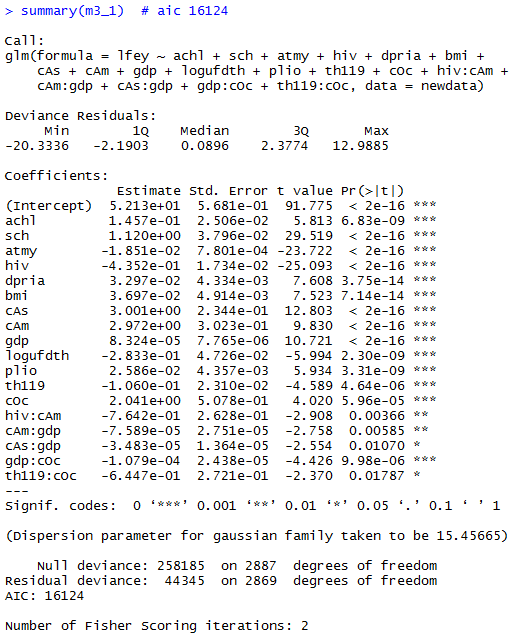 > summary(m3_1)  # aic 16124
Call:
glm(formula = lfey ~ achl + sch + atmy + hiv + dpria + bmi +
    cAs + cAm + gdp + logufdth + plio + th119 + cOc + hiv:cAm +
    cAm:gdp + cAs:gdp + gdp:cOc + th119:cOc, data = newdata)
Deviance Residuals:
     Min       1Q   Median       3Q      Max
-20.3336  -2.1903   0.0896   2.3774  12.9885
Coefficients:
              Estimate Std. Error t value Pr(>|t|)
(Intercept)  5.213e+01  5.681e-01  91.775  < 2e-16 ***
achl         1.457e-01  2.506e-02   5.813 6.83e-09 ***
sch          1.120e+00  3.796e-02  29.519  < 2e-16 ***
atmy        -1.851e-02  7.801e-04 -23.722  < 2e-16 ***
hiv         -4.352e-01  1.734e-02 -25.093  < 2e-16 ***
dpria        3.297e-02  4.334e-03   7.608 3.75e-14 ***
bmi          3.697e-02  4.914e-03   7.523 7.14e-14 ***
cAs          3.001e+00  2.344e-01  12.803  < 2e-16 ***
cAm          2.972e+00  3.023e-01   9.830  < 2e-16 ***
gdp          8.324e-05  7.765e-06  10.721  < 2e-16 ***
logufdth    -2.833e-01  4.726e-02  -5.994 2.30e-09 ***
plio         2.586e-02  4.357e-03   5.934 3.31e-09 ***
th119       -1.060e-01  2.310e-02  -4.589 4.64e-06 ***
cOc          2.041e+00  5.078e-01   4.020 5.96e-05 ***
hiv:cAm     -7.642e-01  2.628e-01  -2.908  0.00366 **
cAm:gdp     -7.589e-05  2.751e-05  -2.758  0.00585 **
cAs:gdp     -3.483e-05  1.364e-05  -2.554  0.01070 *
gdp:cOc     -1.079e-04  2.438e-05  -4.426 9.98e-06 ***
th119:cOc   -6.447e-01  2.721e-01  -2.370  0.01787 *
---
Signif. codes:  0 ‘***’ 0.001 ‘**’ 0.01 ‘*’ 0.05 ‘.’ 0.1 ‘ ’ 1
(Dispersion parameter for gaussian family taken to be 15.45665)
    Null deviance: 258185  on 2887  degrees of freedom
Residual deviance:  44345  on 2869  degrees of freedom
AIC: 16124
Number of Fisher Scoring iterations: 2